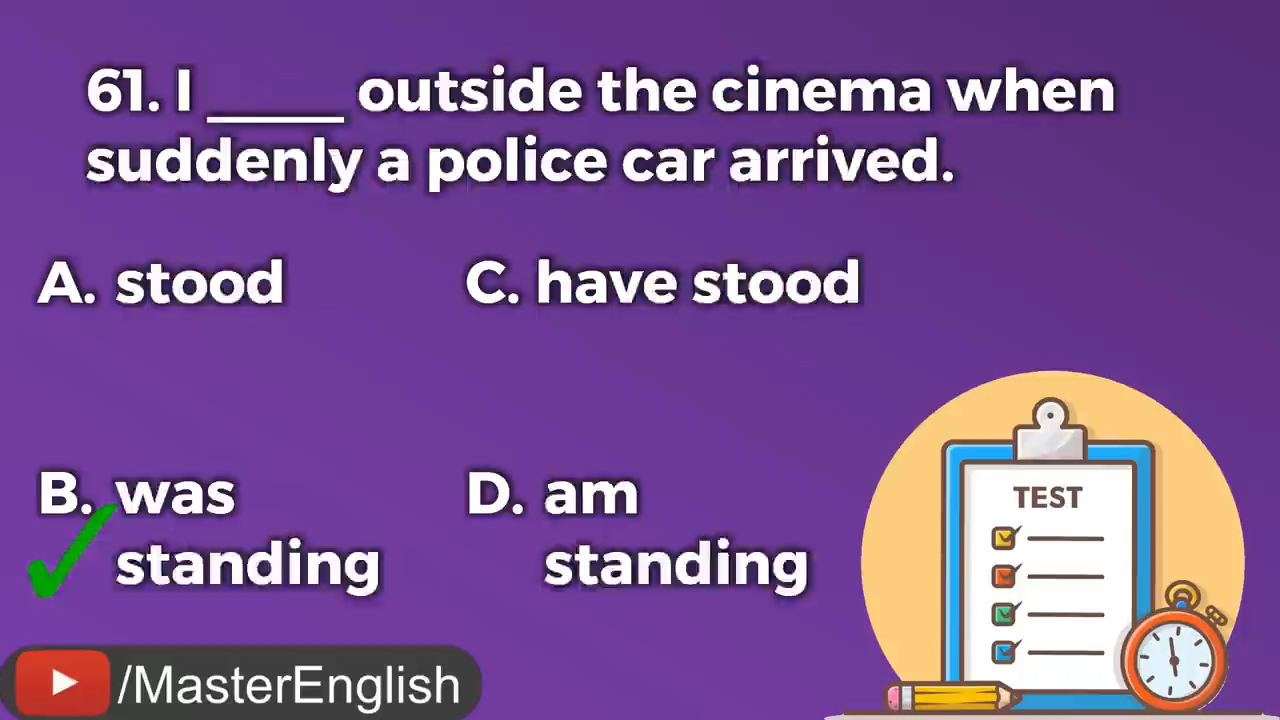 61. I _____ outside the cinema when
suddenly a police car arrived.
A. stood
C. have stood
B. was
standing
D. am
standing
TEST
/MasterEnglish